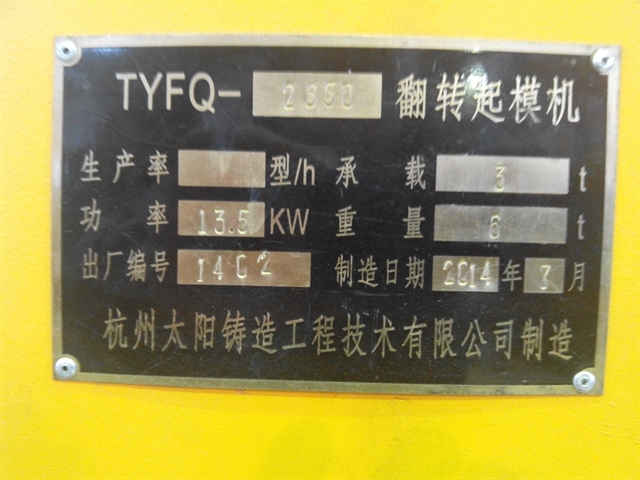 TYFQ-2860 翻转起模机
生产率 型/h 承载 3 t
功率 13.5 KW 重量 6 t
出厂编号 1402 制造日期 2014 年 3 月
杭州太阳铸造工程技术有限公司制造